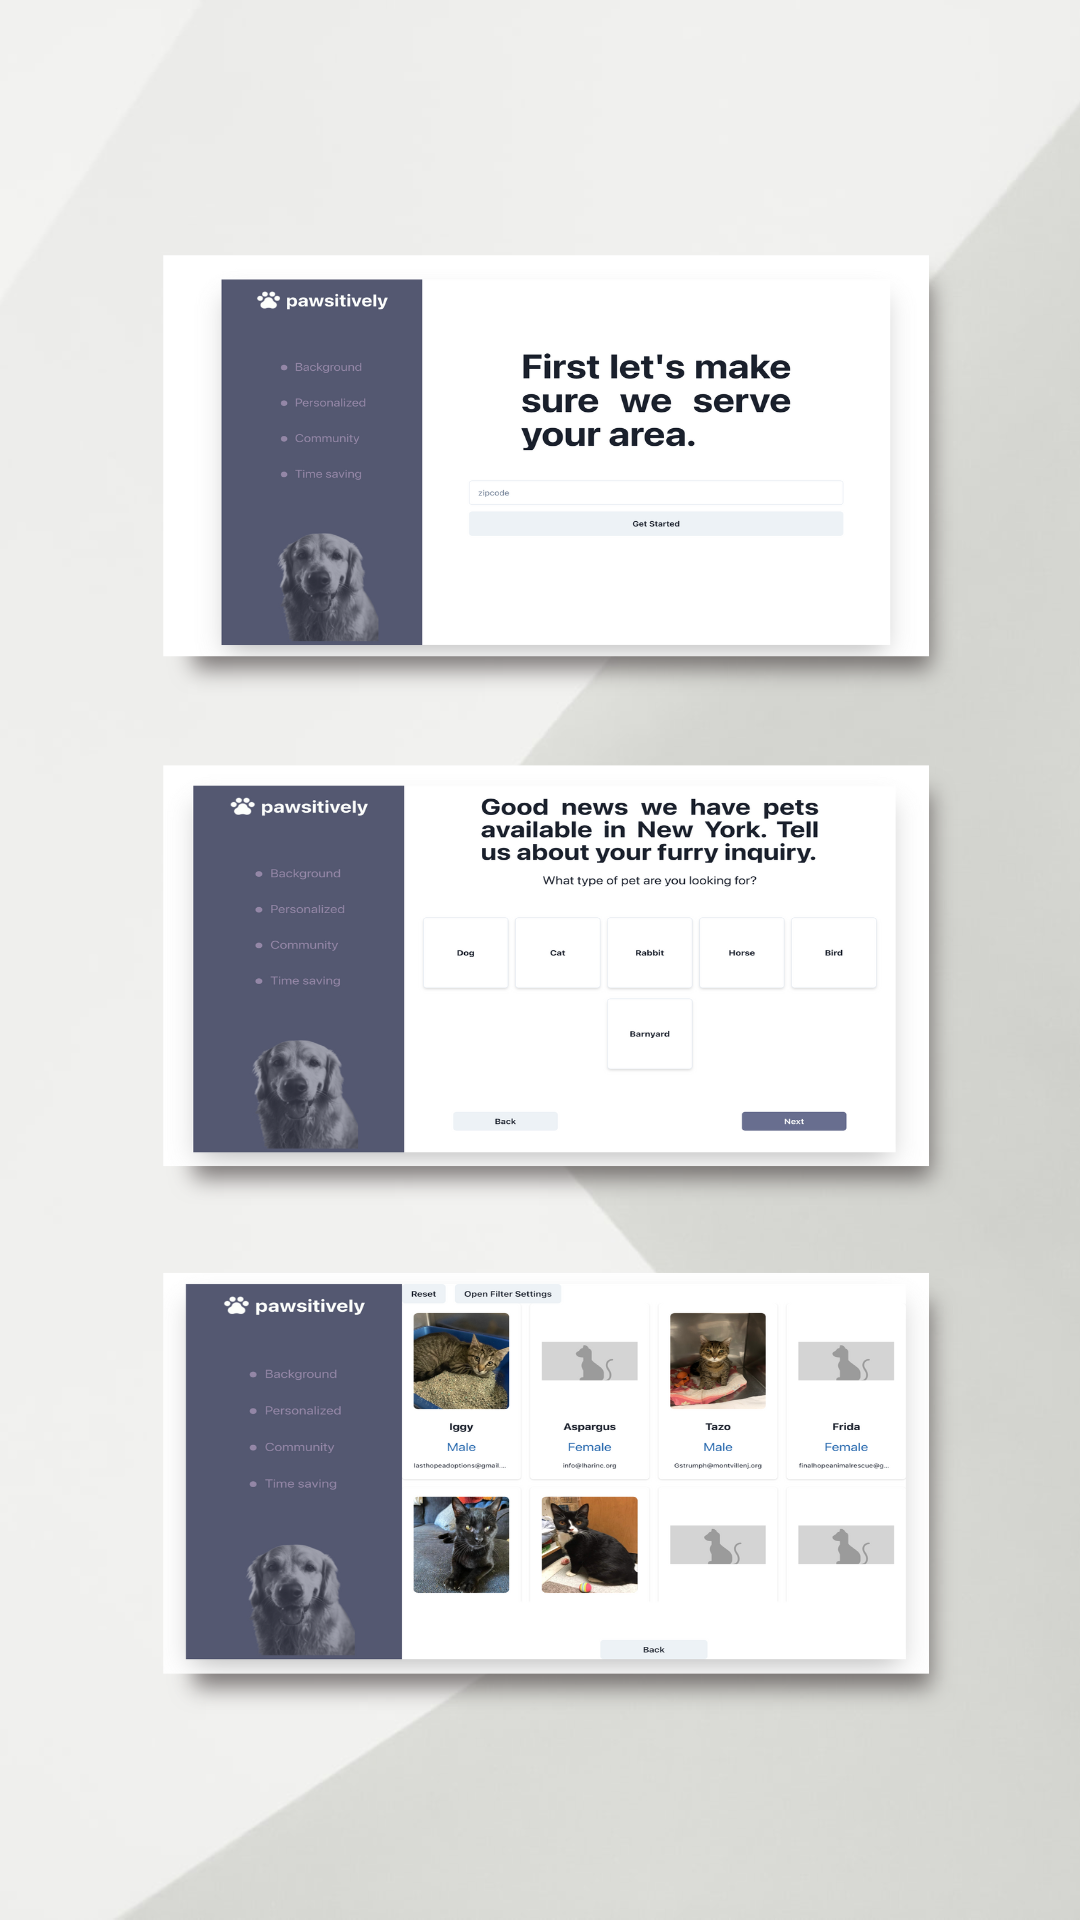 pawsitively
Background
Personalized
Community
Time saving
First let's make
sure we serve
your area.
zipcode
Get Started
pawsitively
Background
Personalized
Community
Time saving
Good news we have pets
available in New York. Tell
us about your furry inquiry.
What type of pet are you looking for?
Dog
Cat
Rabbit
Horse
Bird
Barnyard
Back
Next
pawsitively
Background
Personalized
Community
Time saving
Reset
Open Filter Settings
Iggy
Male
lasthopeadoptions@gmail....
Aspargus
Female
info@lharinc.org
Tazo
Male
Gstrumph@montvillenj.org
Frida
Female
finalhopeanimalrescue@g...
Back